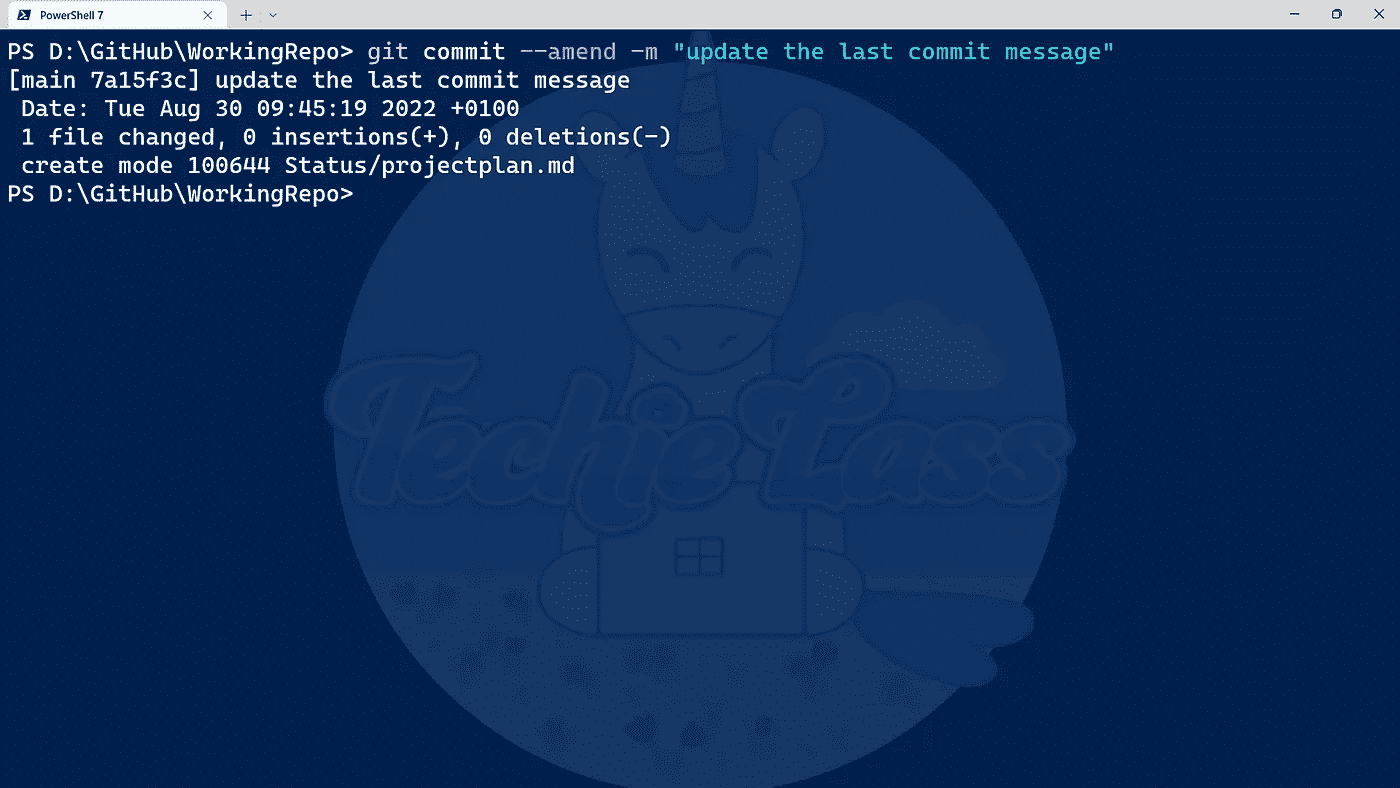 PowerShell 7
PS D:\GitHub\WorkingRepo> git commit --amend -m "update the last commit message"
[main 7a15f3c] update the last commit message
 Date: Tue Aug 30 09:45:19 2022 +0100
 1 file changed, 0 insertions(+), 0 deletions(-)
 create mode 100644 Status/projectplan.md
PS D:\GitHub\WorkingRepo>
Techie Lass